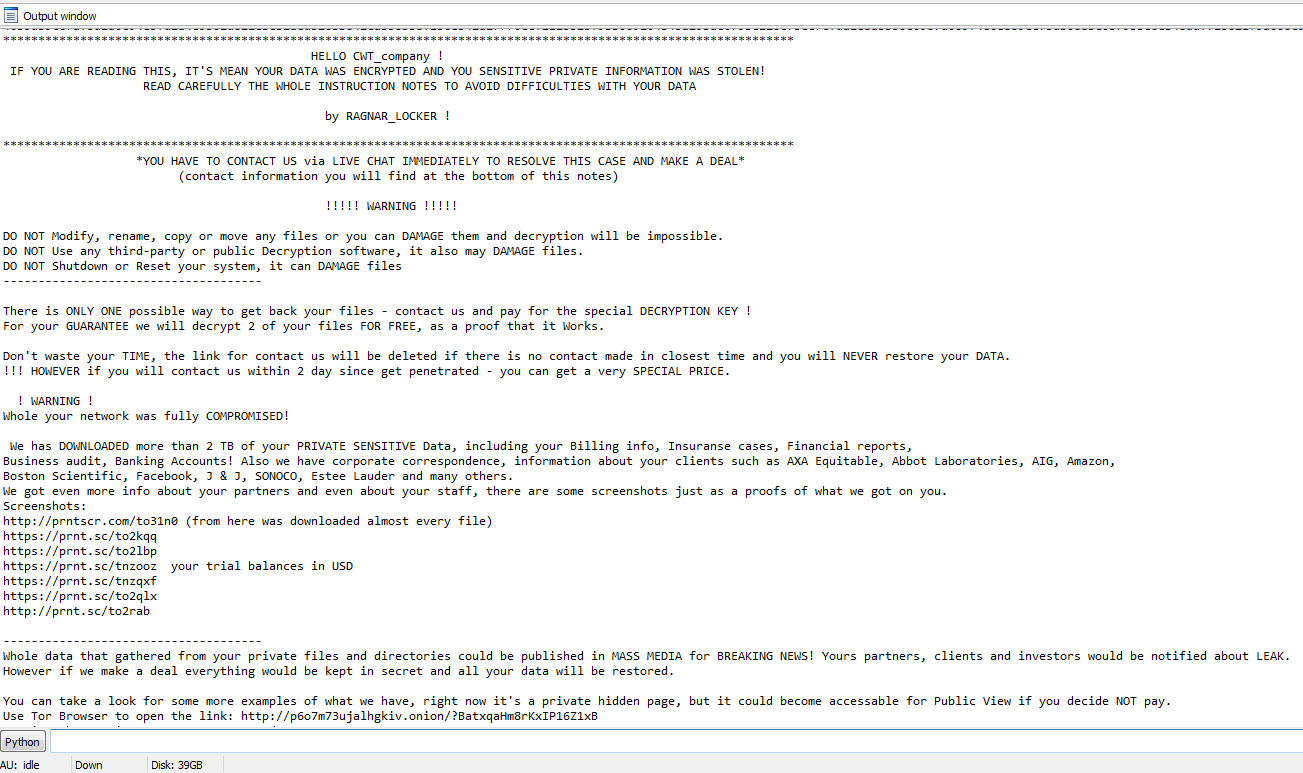 Output window
*****************************************************************************************************************
HELLO CWT_company !
IF YOU ARE READING THIS, IT'S MEAN YOUR DATA WAS ENCRYPTED AND YOU SENSITIVE PRIVATE INFORMATION WAS STOLEN!
READ CAREFULLY THE WHOLE INSTRUCTION NOTES TO AVOID DIFFICULTIES WITH YOUR DATA
by RAGNAR_LOCKER !
*****************************************************************************************************************
*YOU HAVE TO CONTACT US via LIVE CHAT IMMEDIATELY TO RESOLVE THIS CASE AND MAKE A DEAL*
(contact information you will find at the bottom of this notes)
!!!!! WARNING !!!!!
DO NOT Modify, rename, copy or move any files or you can DAMAGE them and decryption will be impossible.
DO NOT Use any third-party or public Decryption software, it also may DAMAGE files.
DO NOT Shutdown or Reset your system, it can DAMAGE files
-------------------------------------
There is ONLY ONE possible way to get back your files - contact us and pay for the special DECRYPTION KEY !
For your GUARANTEE we will decrypt 2 of your files FOR FREE, as a proof that it Works.
Don't waste your TIME, the link for contact us will be deleted if there is no contact made in closest time and you will NEVER restore your DATA.
!!! HOWEVER if you will contact us within 2 day since get penetrated - you can get a very SPECIAL PRICE.
! WARNING !
Whole your network was fully COMPROMISED!
We has DOWNLOADED more than 2 TB of your PRIVATE SENSITIVE Data, including your Billing info, Insuranse cases, Financial reports,
Business audit, Banking Accounts! Also we have corporate correspondence, information about your clients such as AXA Equitable, Abbot Laboratories, AIG, Amazon,
Boston Scientific, Facebook, J & J, SONOCO, Estee Lauder and many others.
We got even more info about your partners and even about your staff, there are some screenshots just as a proofs of what we got on you.
Screenshots:
http://prntscr.com/to31n0 (from here was downloaded almost every file)
https://prnt.sc/to2kqq
https://prnt.sc/to2lbp
https://prnt.sc/tnzooz  your trial balances in USD
https://prnt.sc/tnzqxf
https://prnt.sc/to2qlx
http://prnt.sc/to2rab
-------------------------------------
Whole data that gathered from your private files and directories could be published in MASS MEDIA for BREAKING NEWS! Yours partners, clients and investors would be notified about LEAK.
However if we make a deal everything would be kept in secret and all your data will be restored.
You can take a look for some more examples of what we have, right now it's a private hidden page, but it could become accessable for Public View if you decide NOT pay.
Use Tor Browser to open the link: http://p6o7m73ujalhgkiv.onion/?BatxqaHm8rKxIP16Z1xB
Python
AU: idle Down Disk: 39GB